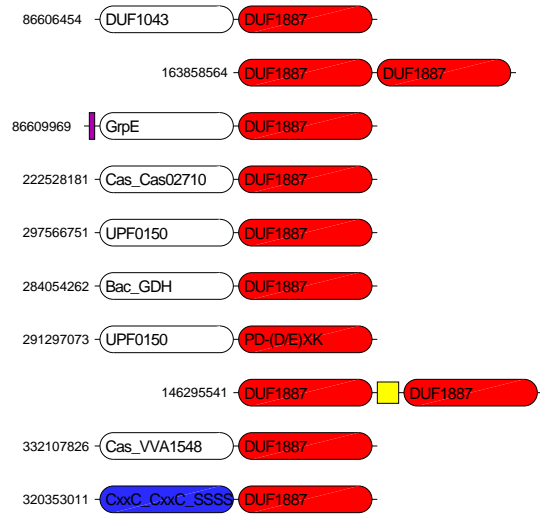 86606454 DUF1043 DUF1887
163858564 DUF1887 DUF1887
86609969 GrpE DUF1887
222528181 Cas_Cas02710 DUF1887
297566751 UPF0150 DUF1887
284054262 Bac_GDH DUF1887
291297073 UPF0150 PD-(D/E)XK
146295541 DUF1887 DUF1887
332107826 Cas_VVA1548 DUF1887
320353011 CxxC_CxxC_SSSS DUF1887